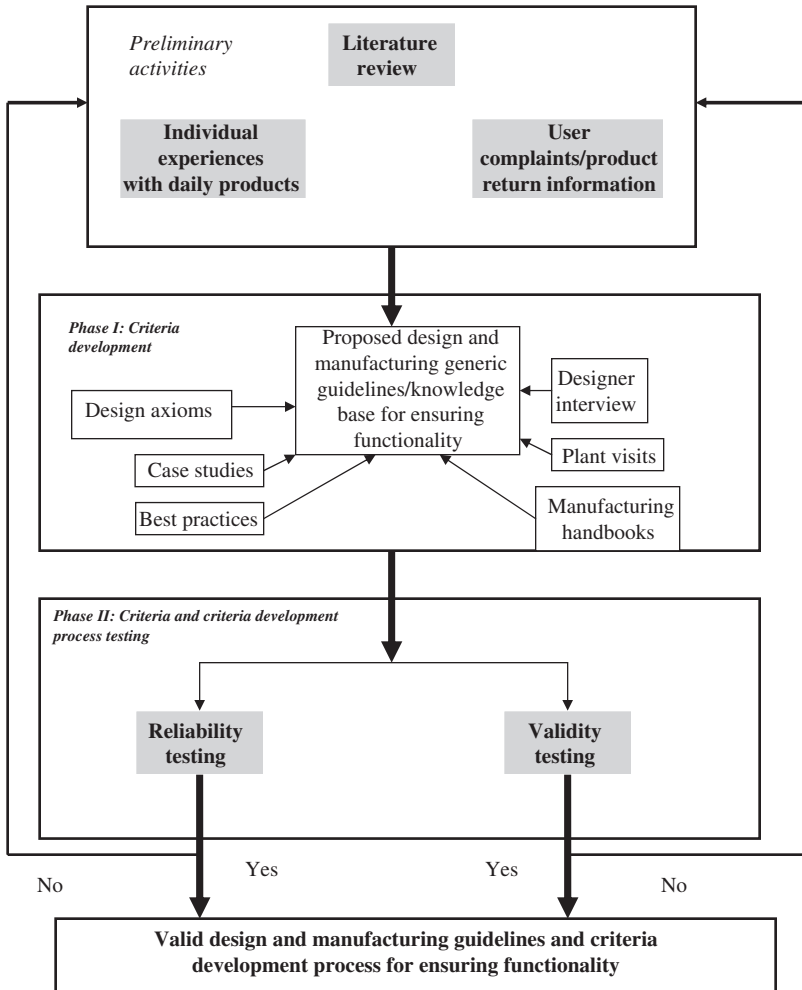 Preliminary
activities
Literature
review
Individual
experiences
with daily products
User
complaints/product
return information
Phase I: Criteria
development
Proposed design and
manufacturing generic
guidelines/knowledge
base for ensuring
functionality
Design axioms
Case studies
Best practices
Designer
interview
Plant visits
Manufacturing
handbooks
Phase II: Criteria and criteria development
process testing
Reliability
testing
Validity
testing
No
Yes
Yes
No
Valid design and manufacturing guidelines and criteria
development process for ensuring functionality